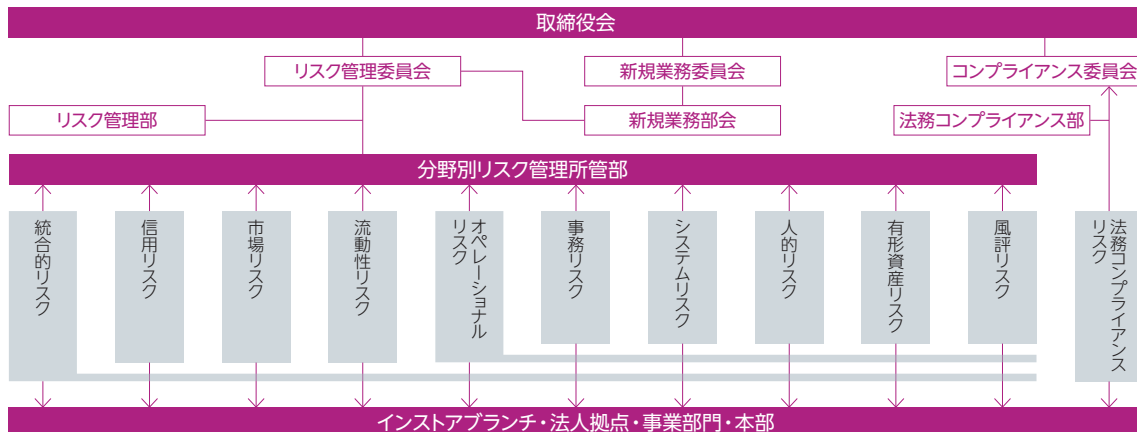 取締役会
リスク管理委員会
新規業務委員会
コンプライアンス委員会
リスク管理部
新規業務部会
法務コンプライアンス部
分野別リスク管理所管部
統合的リスク
信用リスク
市場リスク
流動性リスク
オペレーショナル
リスク
事務リスク
システムリスク
人的リスク
有形資産リスク
風評リスク
法務コンプライアンス
リスク
インストアブランチ・法人拠点・事業部門・本部